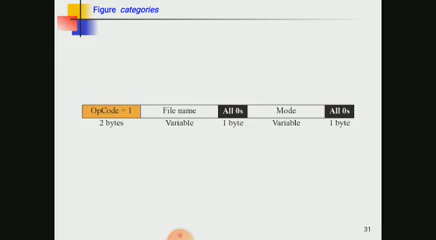 Figure categories
OpCode = 1 File name All 0s Mode All 0s
2 bytes Variable 1 byte Variable 1 byte
31